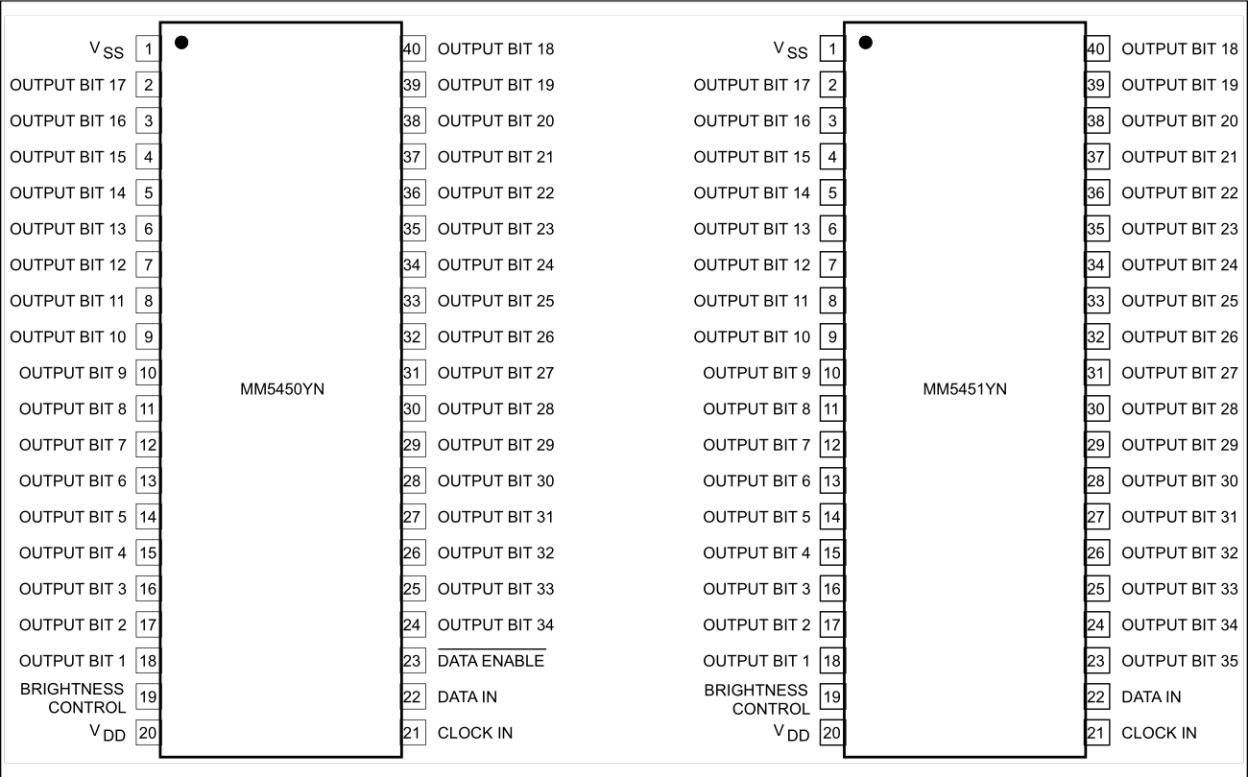 VSS 1 40 OUTPUT BIT 18
OUTPUT BIT 17 2 39 OUTPUT BIT 19
OUTPUT BIT 16 3 38 OUTPUT BIT 20
OUTPUT BIT 15 4 37 OUTPUT BIT 21
OUTPUT BIT 14 5 36 OUTPUT BIT 22
OUTPUT BIT 13 6 35 OUTPUT BIT 23
OUTPUT BIT 12 7 34 OUTPUT BIT 24
OUTPUT BIT 11 8 33 OUTPUT BIT 25
OUTPUT BIT 10 9 32 OUTPUT BIT 26
OUTPUT BIT 9 10 31 OUTPUT BIT 27
MM5450YN
OUTPUT BIT 8 11 30 OUTPUT BIT 28
OUTPUT BIT 7 12 29 OUTPUT BIT 29
OUTPUT BIT 6 13 28 OUTPUT BIT 30
OUTPUT BIT 5 14 27 OUTPUT BIT 31
OUTPUT BIT 4 15 26 OUTPUT BIT 32
OUTPUT BIT 3 16 25 OUTPUT BIT 33
OUTPUT BIT 2 17 24 OUTPUT BIT 34
OUTPUT BIT 1 18 23 DATA ENABLE
BRIGHTNESS
CONTROL 19 22 DATA IN
VDD 20 21 CLOCK IN
VSS 1 40 OUTPUT BIT 18
OUTPUT BIT 17 2 39 OUTPUT BIT 19
OUTPUT BIT 16 3 38 OUTPUT BIT 20
OUTPUT BIT 15 4 37 OUTPUT BIT 21
OUTPUT BIT 14 5 36 OUTPUT BIT 22
OUTPUT BIT 13 6 35 OUTPUT BIT 23
OUTPUT BIT 12 7 34 OUTPUT BIT 24
OUTPUT BIT 11 8 33 OUTPUT BIT 25
OUTPUT BIT 10 9 32 OUTPUT BIT 26
OUTPUT BIT 9 10 31 OUTPUT BIT 27
MM5451YN
OUTPUT BIT 8 11 30 OUTPUT BIT 28
OUTPUT BIT 7 12 29 OUTPUT BIT 29
OUTPUT BIT 6 13 28 OUTPUT BIT 30
OUTPUT BIT 5 14 27 OUTPUT BIT 31
OUTPUT BIT 4 15 26 OUTPUT BIT 32
OUTPUT BIT 3 16 25 OUTPUT BIT 33
OUTPUT BIT 2 17 24 OUTPUT BIT 34
OUTPUT BIT 1 18 23 OUTPUT BIT 35
BRIGHTNESS
CONTROL 19 22 DATA IN
VDD 20 21 CLOCK IN